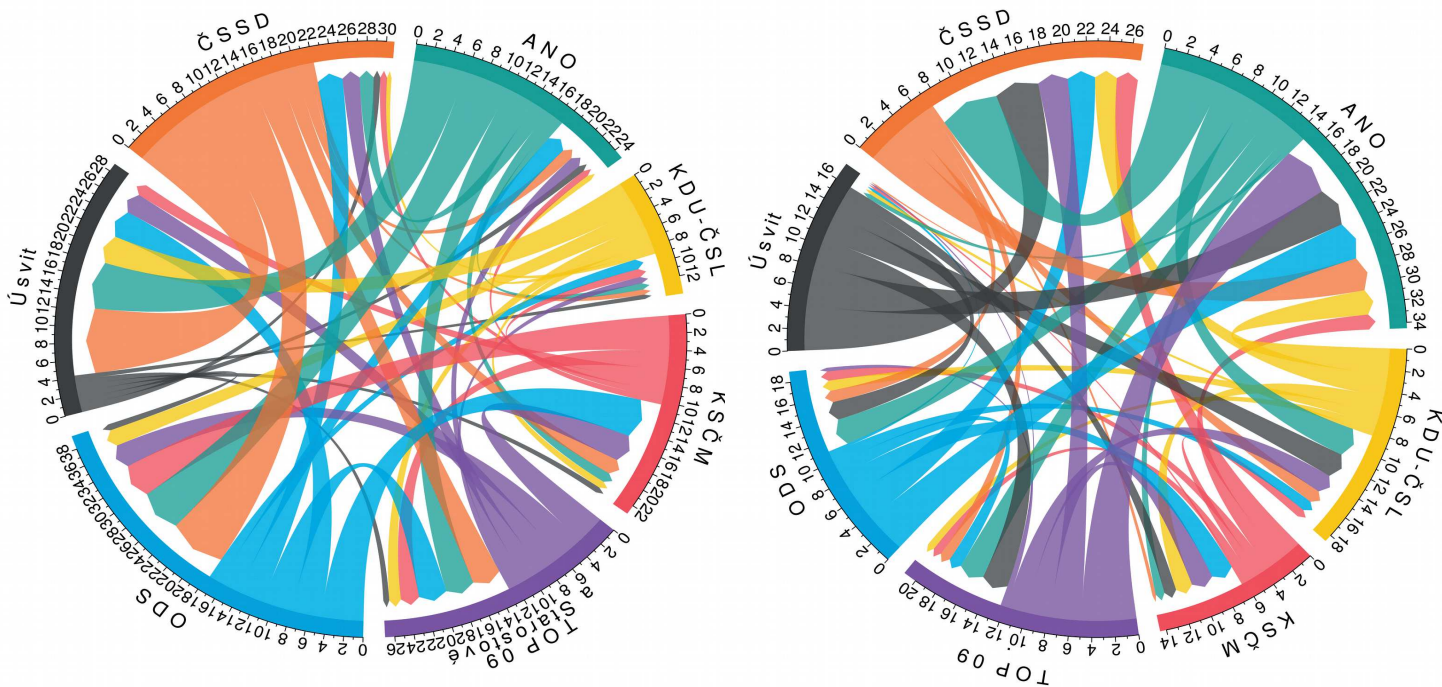 ČSSD
0 2 4 6 8 10 12 14 16 18 20 22 24 26 28 30
ANO
0 2 4 6 8 10 12 14 16 18 20 22 24
KDU-ČSL
0 2 4 6 8 10 12
KSČM
0 2 4 6 8 10 12 14 16 18 20 22
TOP 09
a Starostové
0 2 4 6 8 10 12 14 16 18 20 22 24 26
ODS
0 2 4 6 8 10 12 14 16 18 20 22 24 26 28 30 32 34 36 38
Úsvit
0 2 4 6 8 10 12 14 16 18 20 22 24 26 28
ČSSD
0 2 4 6 8 10 12 14 16 18 20 22 24 26
ANO
0 2 4 6 8 10 12 14 16 18 20 22 24 26 28 30 32 34
KDU-ČSL
0 2 4 6 8 10 12 14 16 18
KSČM
0 2 4 6 8 10 12 14
TOP 09
0 2 4 6 8 10 12 14 16 18 20
ODS
0 2 4 6 8 10 12 14 16 18
Úsvit
0 2 4 6 8 10 12 14 16